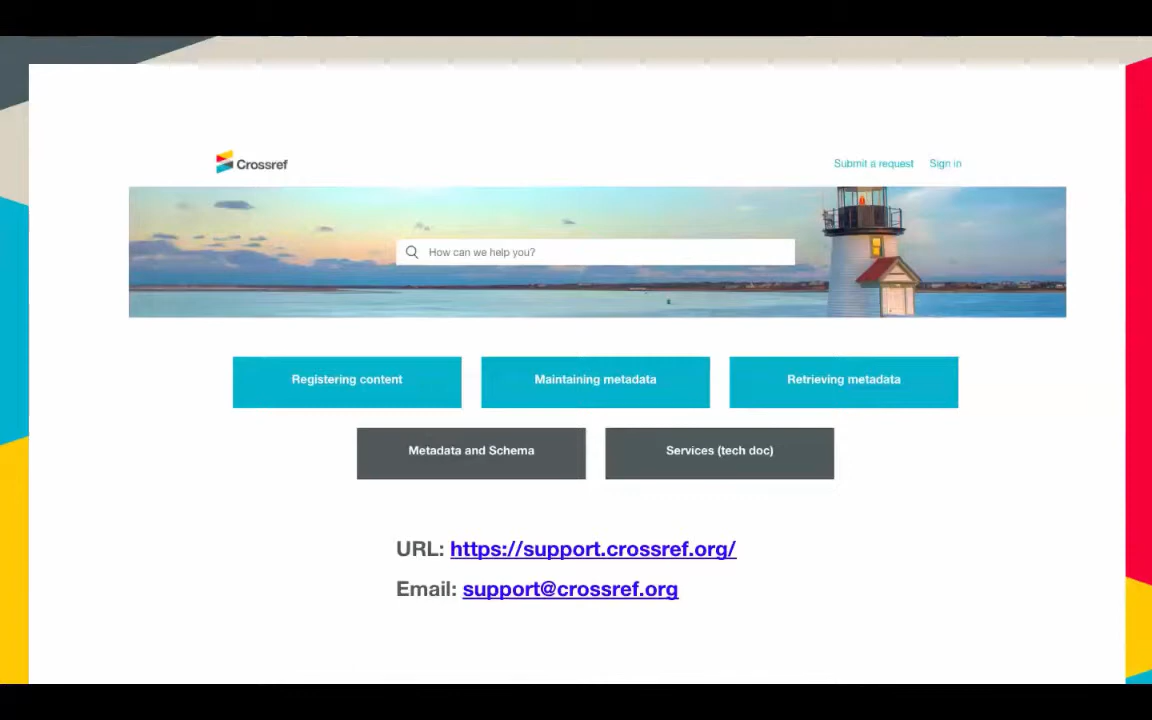 Crossref
Submit a request Sign in
How can we help you?
Registering content Maintaining metadata Retrieving metadata
Metadata and Schema Services (tech doc)
URL: https://support.crossref.org/
Email: support@crossref.org